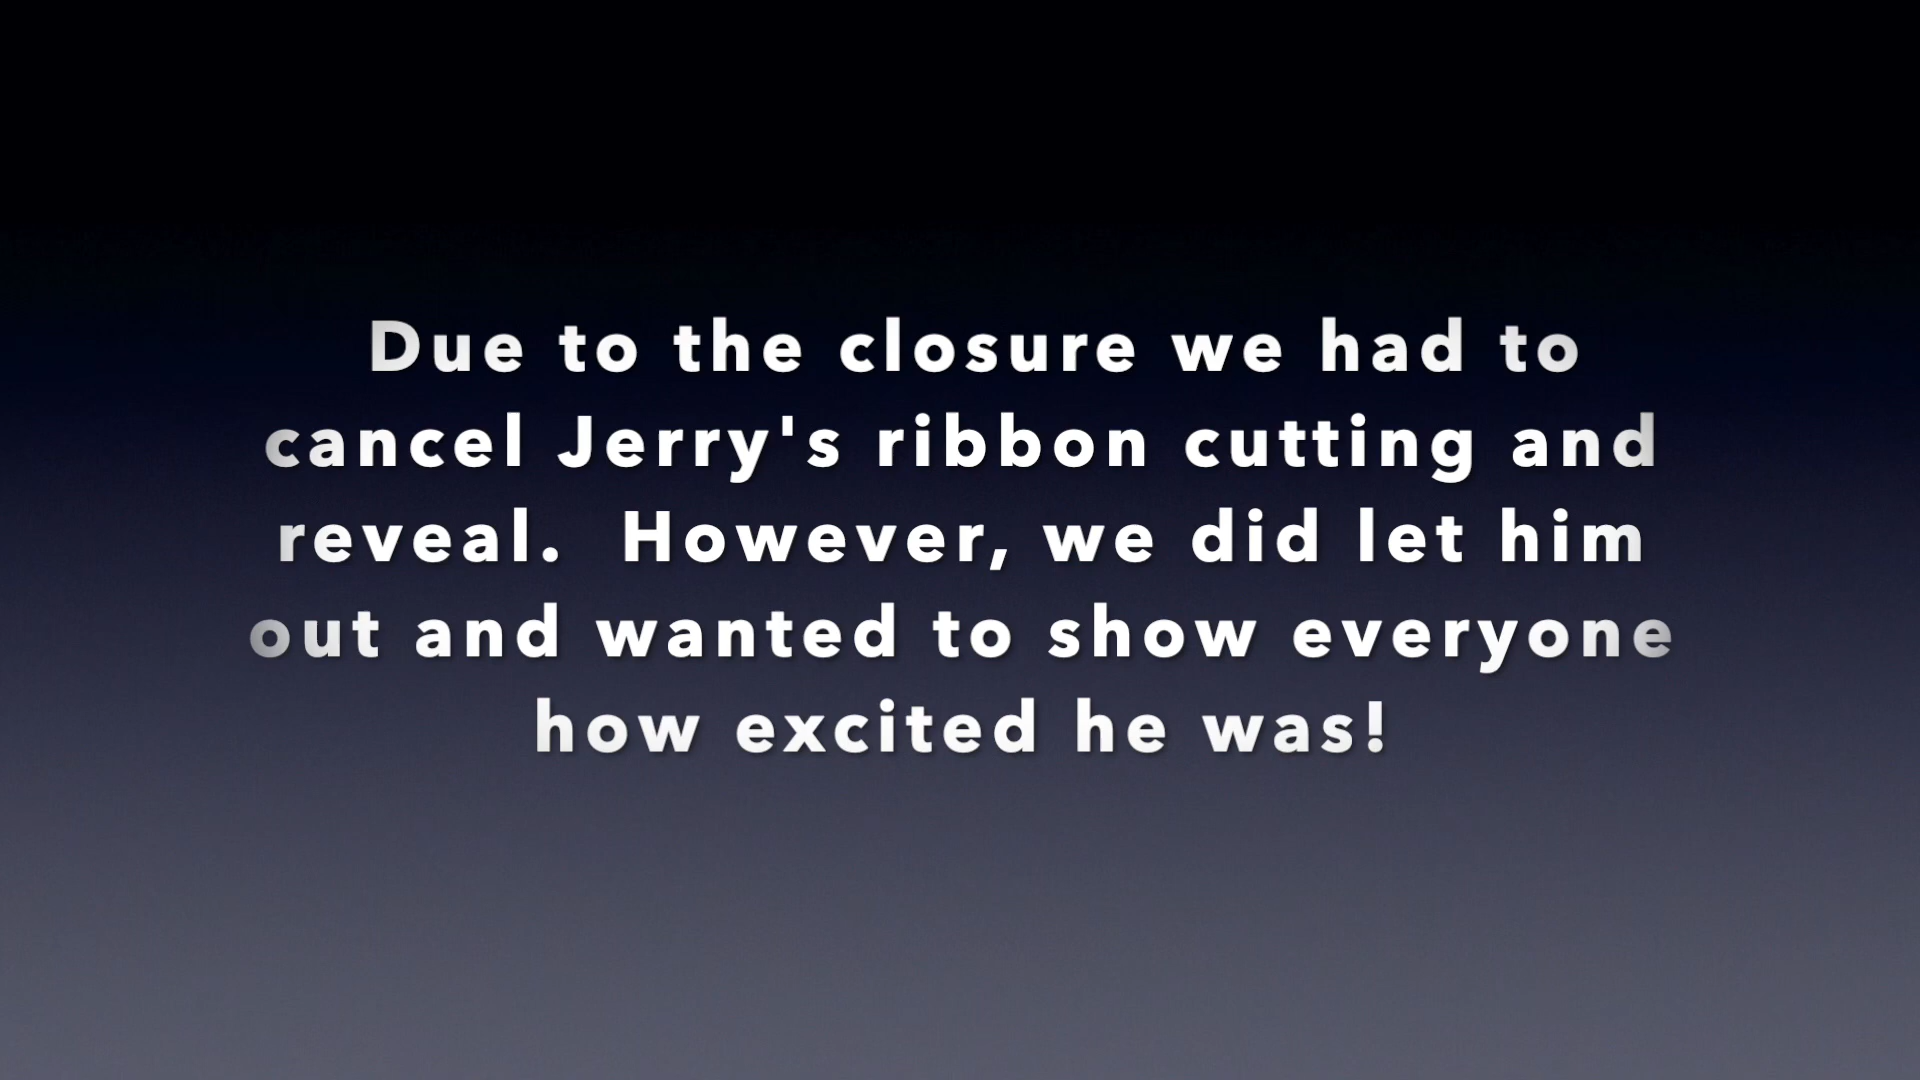 Due to the closure we had to
cancel Jerry's ribbon cutting and
reveal.  However, we did let him
out and wanted to show everyone
how excited he was!